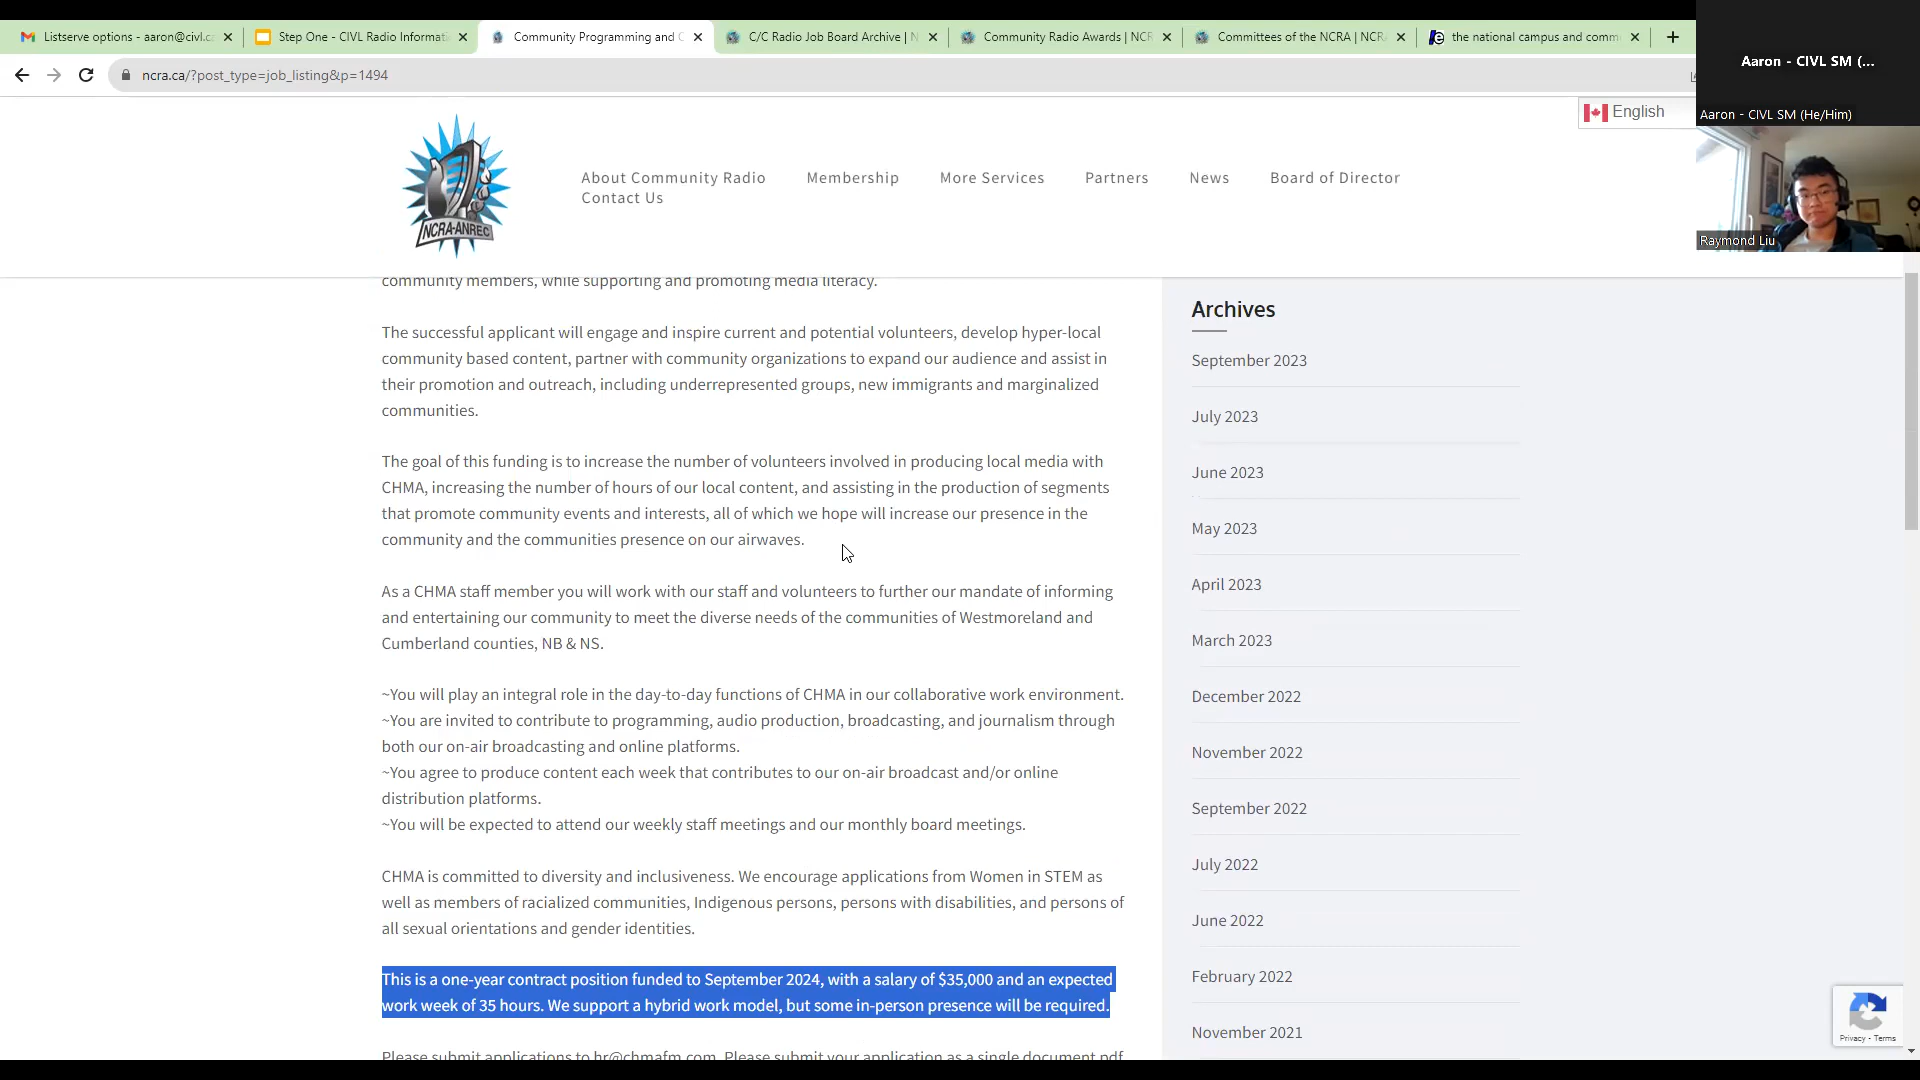 Listserve options - aaron@civl.c
Step One - CIVL Radio Informati
Community Programming and C
C/C Radio Job Board Archive | N
Community Radio Awards | NCR
Committees of the NCRA | NCRA
the national campus and comm
ncra.ca/?post_type=job_listing&p=1494
Aaron - CIVL SM (...
Aaron - CIVL SM (He/Him)
Raymond Liu
English
NCRA-ANREC
About Community Radio
Membership
More Services
Partners
News
Board of Director
Contact Us
community members, while supporting and promoting media literacy.
The successful applicant will engage and inspire current and potential volunteers, develop hyper-local
community based content, partner with community organizations to expand our audience and assist in
their promotion and outreach, including underrepresented groups, new immigrants and marginalized
communities.
The goal of this funding is to increase the number of volunteers involved in producing local media with
CHMA, increasing the number of hours of our local content, and assisting in the production of segments
that promote community events and interests, all of which we hope will increase our presence in the
community and the communities presence on our airwaves.
As a CHMA staff member you will work with our staff and volunteers to further our mandate of informing
and entertaining our community to meet the diverse needs of the communities of Westmoreland and
Cumberland counties, NB & NS.
~You will play an integral role in the day-to-day functions of CHMA in our collaborative work environment.
~You are invited to contribute to programming, audio production, broadcasting, and journalism through
both our on-air broadcasting and online platforms.
~You agree to produce content each week that contributes to our on-air broadcast and/or online
distribution platforms.
~You will be expected to attend our weekly staff meetings and our monthly board meetings.
CHMA is committed to diversity and inclusiveness. We encourage applications from Women in STEM as
well as members of racialized communities, Indigenous persons, persons with disabilities, and persons of
all sexual orientations and gender identities.
This is a one-year contract position funded to September 2024, with a salary of $35,000 and an expected
work week of 35 hours. We support a hybrid work model, but some in-person presence will be required.
Please submit applications to hr@chmafm.com. Please submit your application as a single document pdf
Archives
September 2023
July 2023
June 2023
May 2023
April 2023
March 2023
December 2022
November 2022
September 2022
July 2022
June 2022
February 2022
November 2021
Privacy - Terms